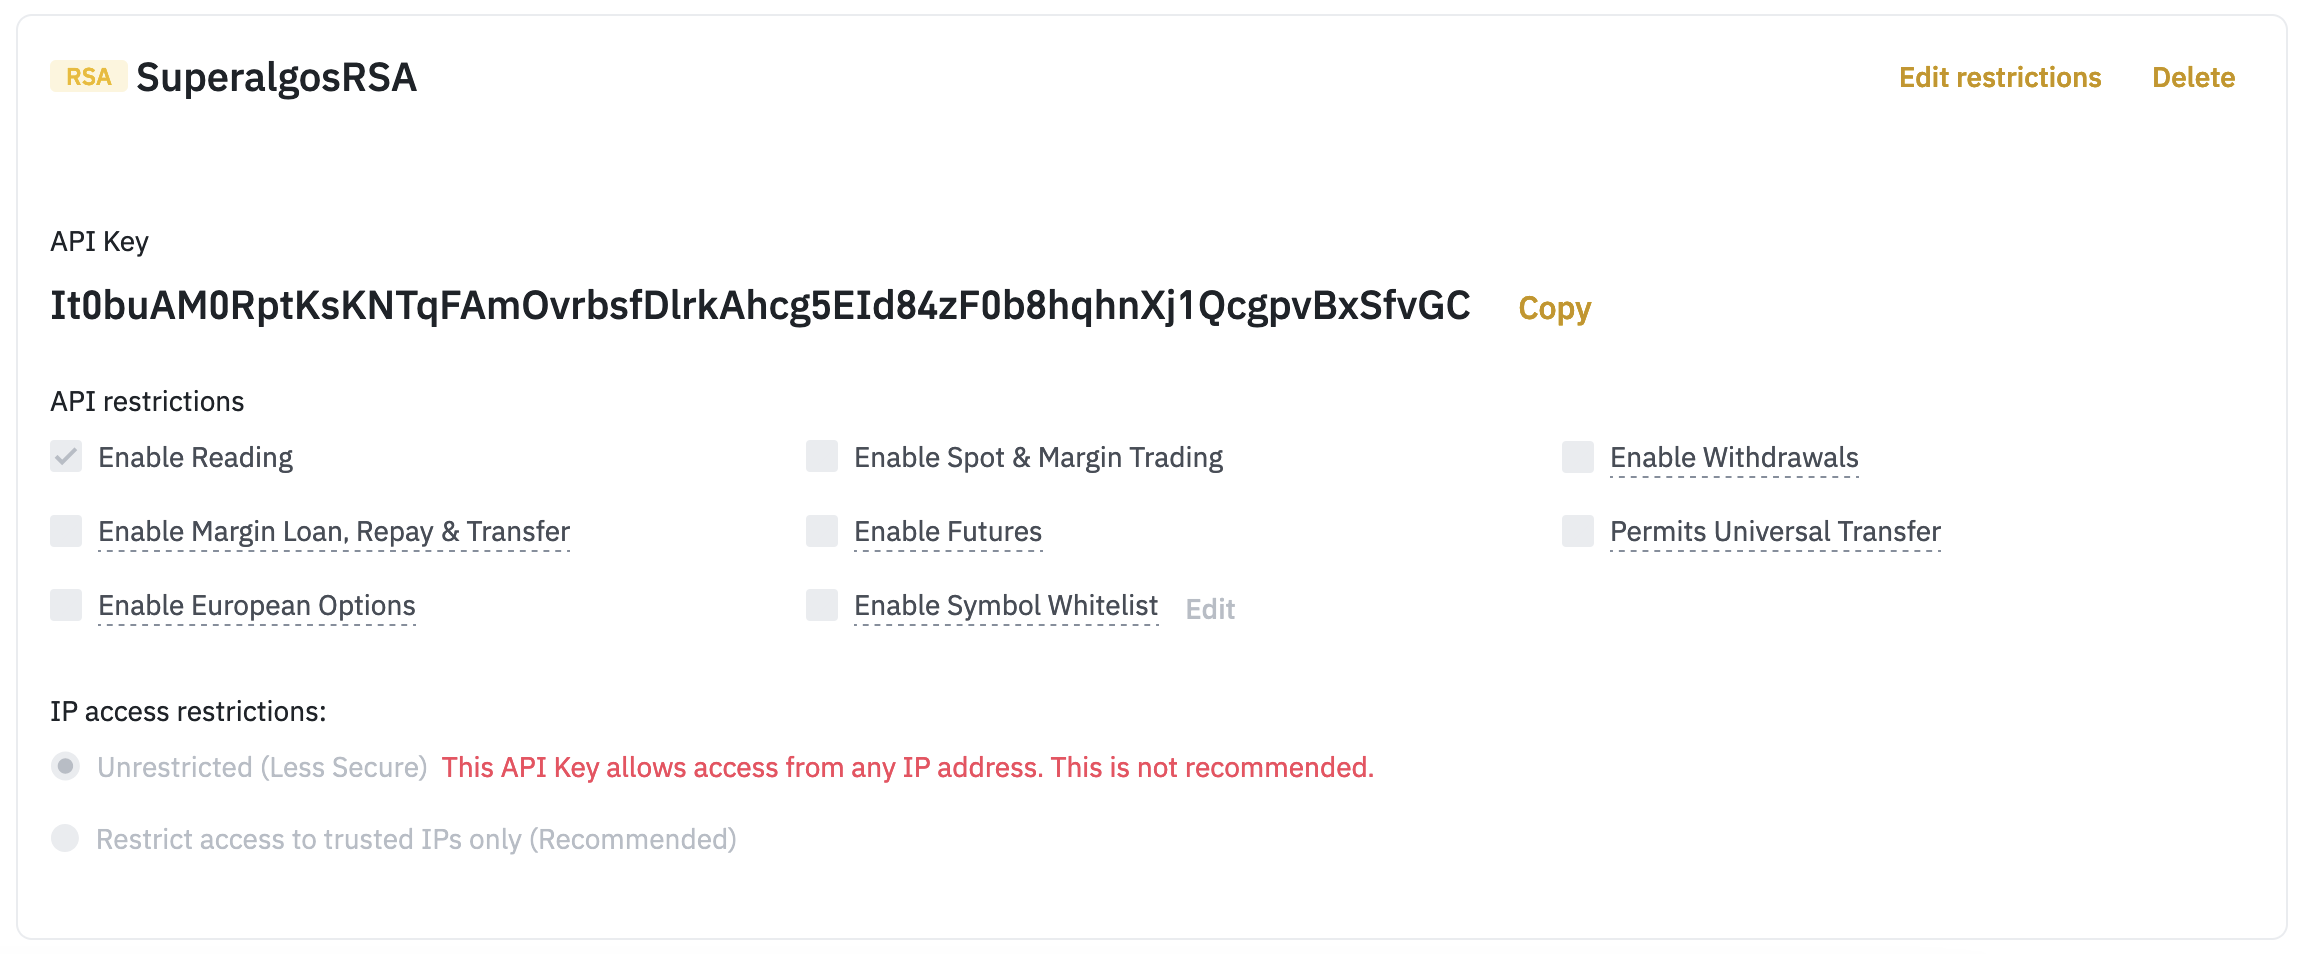 RSA SuperalgosRSA Edit restrictions Delete
API Key
It0buAM0RptKsKNTqFAmOvrbsfDlrkAhcg5EId84zF0b8hqhnXj1QcgpvBxSfvGC Copy
API restrictions
Enable Reading Enable Spot & Margin Trading Enable Withdrawals
Enable Margin Loan, Repay & Transfer Enable Futures Permits Universal Transfer
Enable European Options Enable Symbol Whitelist Edit
IP access restrictions:
Unrestricted (Less Secure) This API Key allows access from any IP address. This is not recommended.
Restrict access to trusted IPs only (Recommended)